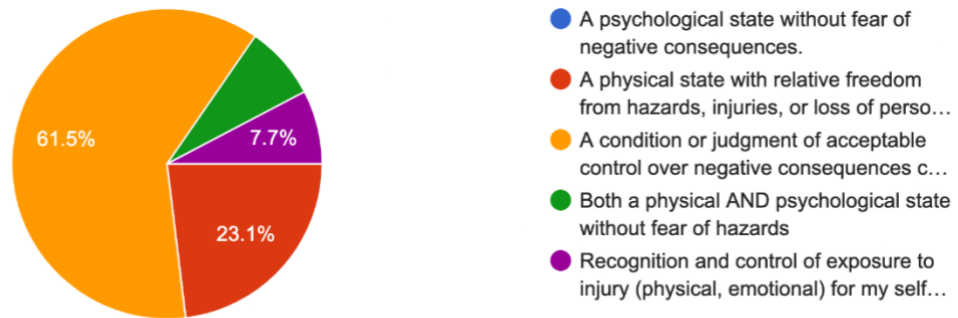 61.5%
7.7%
23.1%
A psychological state without fear of
negative consequences.
A physical state with relative freedom
from hazards, injuries, or loss of perso…
A condition or judgment of acceptable
control over negative consequences c…
Both a physical AND psychological state
without fear of hazards
Recognition and control of exposure to
injury (physical, emotional) for my self…